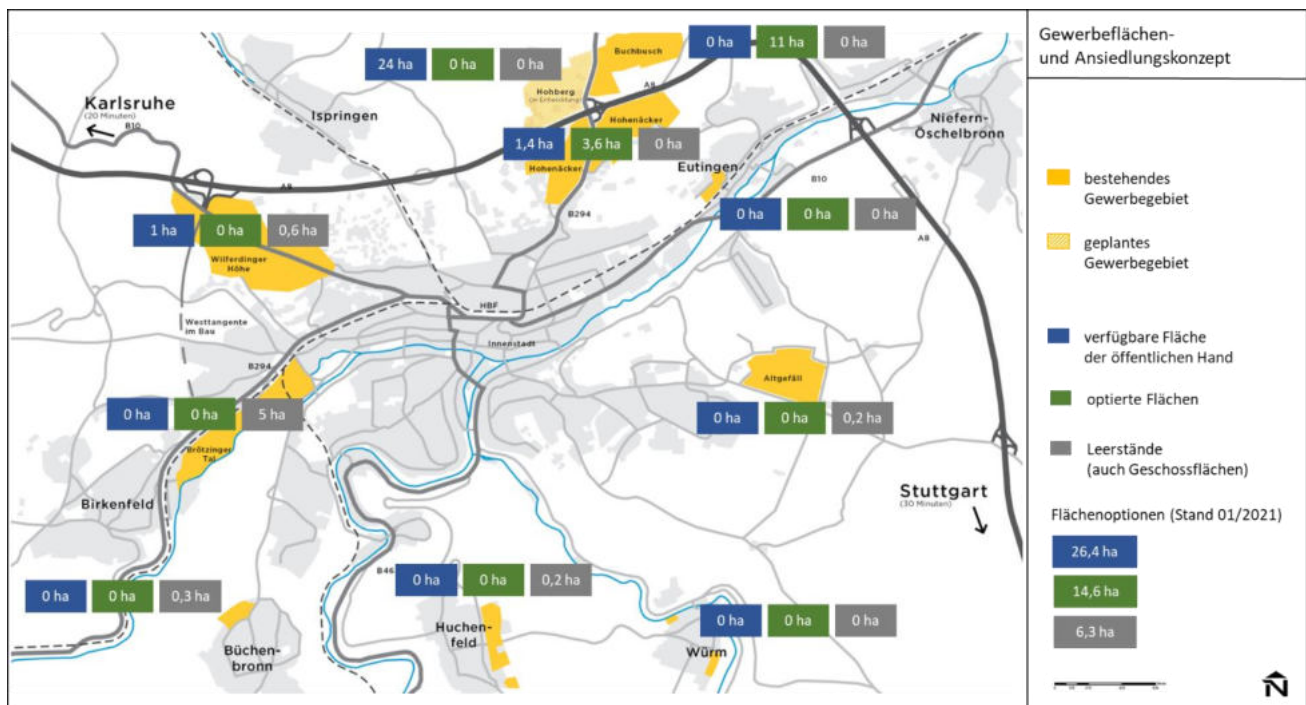 24 ha 0 ha 0 ha
Buchbusch
0 ha 11 ha 0 ha
Karlsruhe
(20 Minuten)
B10
Ispringen
Hohberg
(in Entwicklung)
A8
Hohenäcker
Niefern-
Öschelbronn
1,4 ha 3,6 ha 0 ha
Hohenäcker
Eutingen
B10
A8
B294
0 ha 0 ha 0 ha
A8
1 ha 0 ha 0,6 ha
Wilferdinger
Höhe
HBF
Westtangente
im Bau
Innenstadt
B294
Altgefäll
0 ha 0 ha 5 ha
0 ha 0 ha 0,2 ha
Brötzinger
Tal
Birkenfeld
Stuttgart
(30 Minuten)
B46
0 ha 0 ha 0,2 ha
0 ha 0 ha 0,3 ha
0 ha 0 ha 0 ha
Huchen-
feld
Büchen-
bronn
Würm
Gewerbeflächen-
und Ansiedlungskonzept
bestehendes
Gewerbegebiet
geplantes
Gewerbegebiet
verfügbare Fläche
der öffentlichen Hand
optierte Flächen
Leerstände
(auch Geschossflächen)
Flächenoptionen (Stand 01/2021)
26,4 ha
14,6 ha
6,3 ha
N